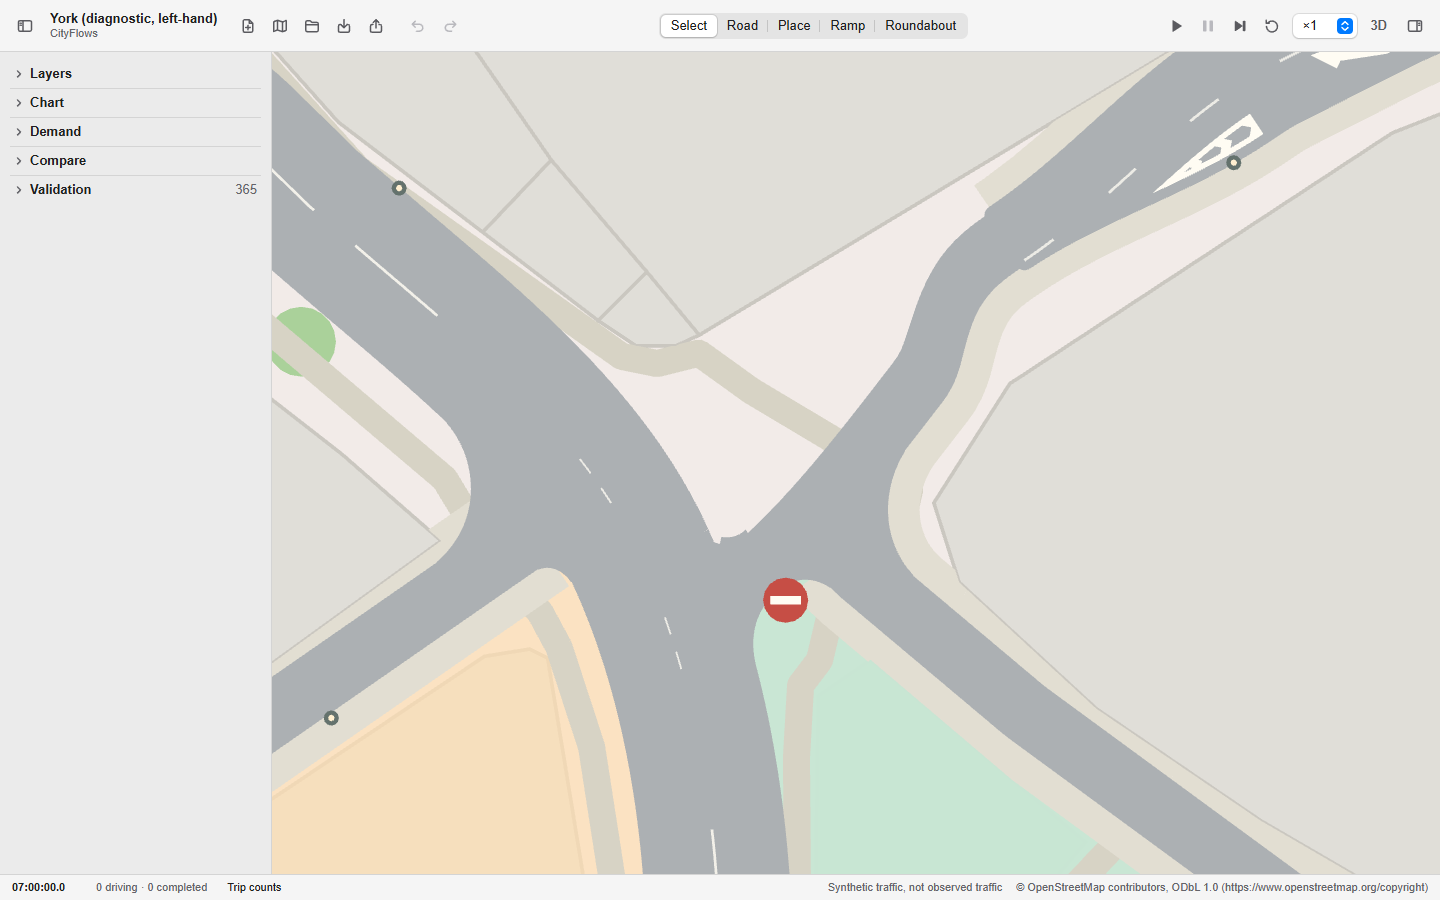 York (diagnostic, left-hand)
CityFlows
Select
Road
Place
Ramp
Roundabout
×1
3D
Layers
Chart
Demand
Compare
Validation 365
07:00:00.0
0 driving · 0 completed
Trip counts
Synthetic traffic, not observed traffic
© OpenStreetMap contributors, ODbL 1.0 (https://www.openstreetmap.org/copyright)